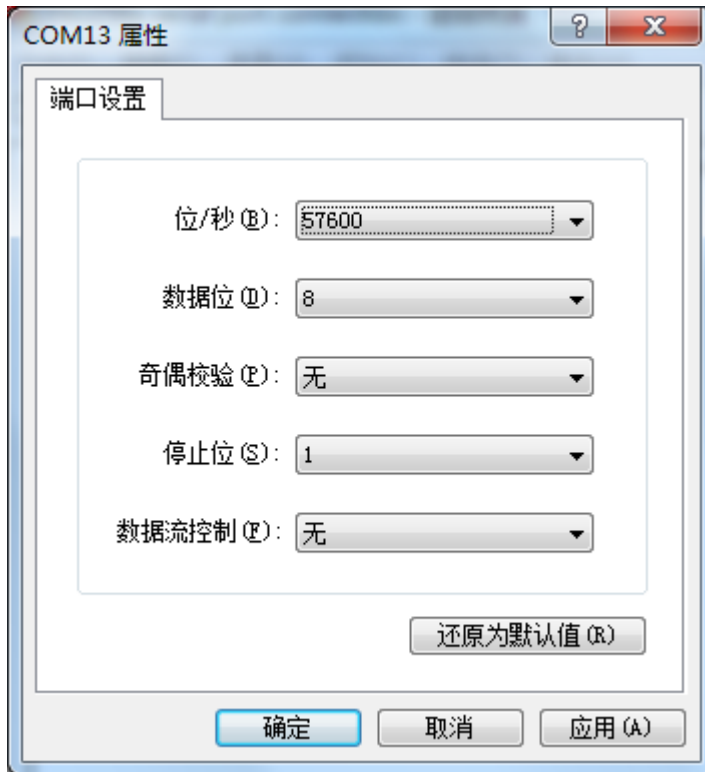 COM13 属性
端口设置
位/秒(B): 57600
数据位(D): 8
奇偶校验(P): 无
停止位(S): 1
数据流控制(F): 无
还原为默认值(R)
确定 取消 应用(A)